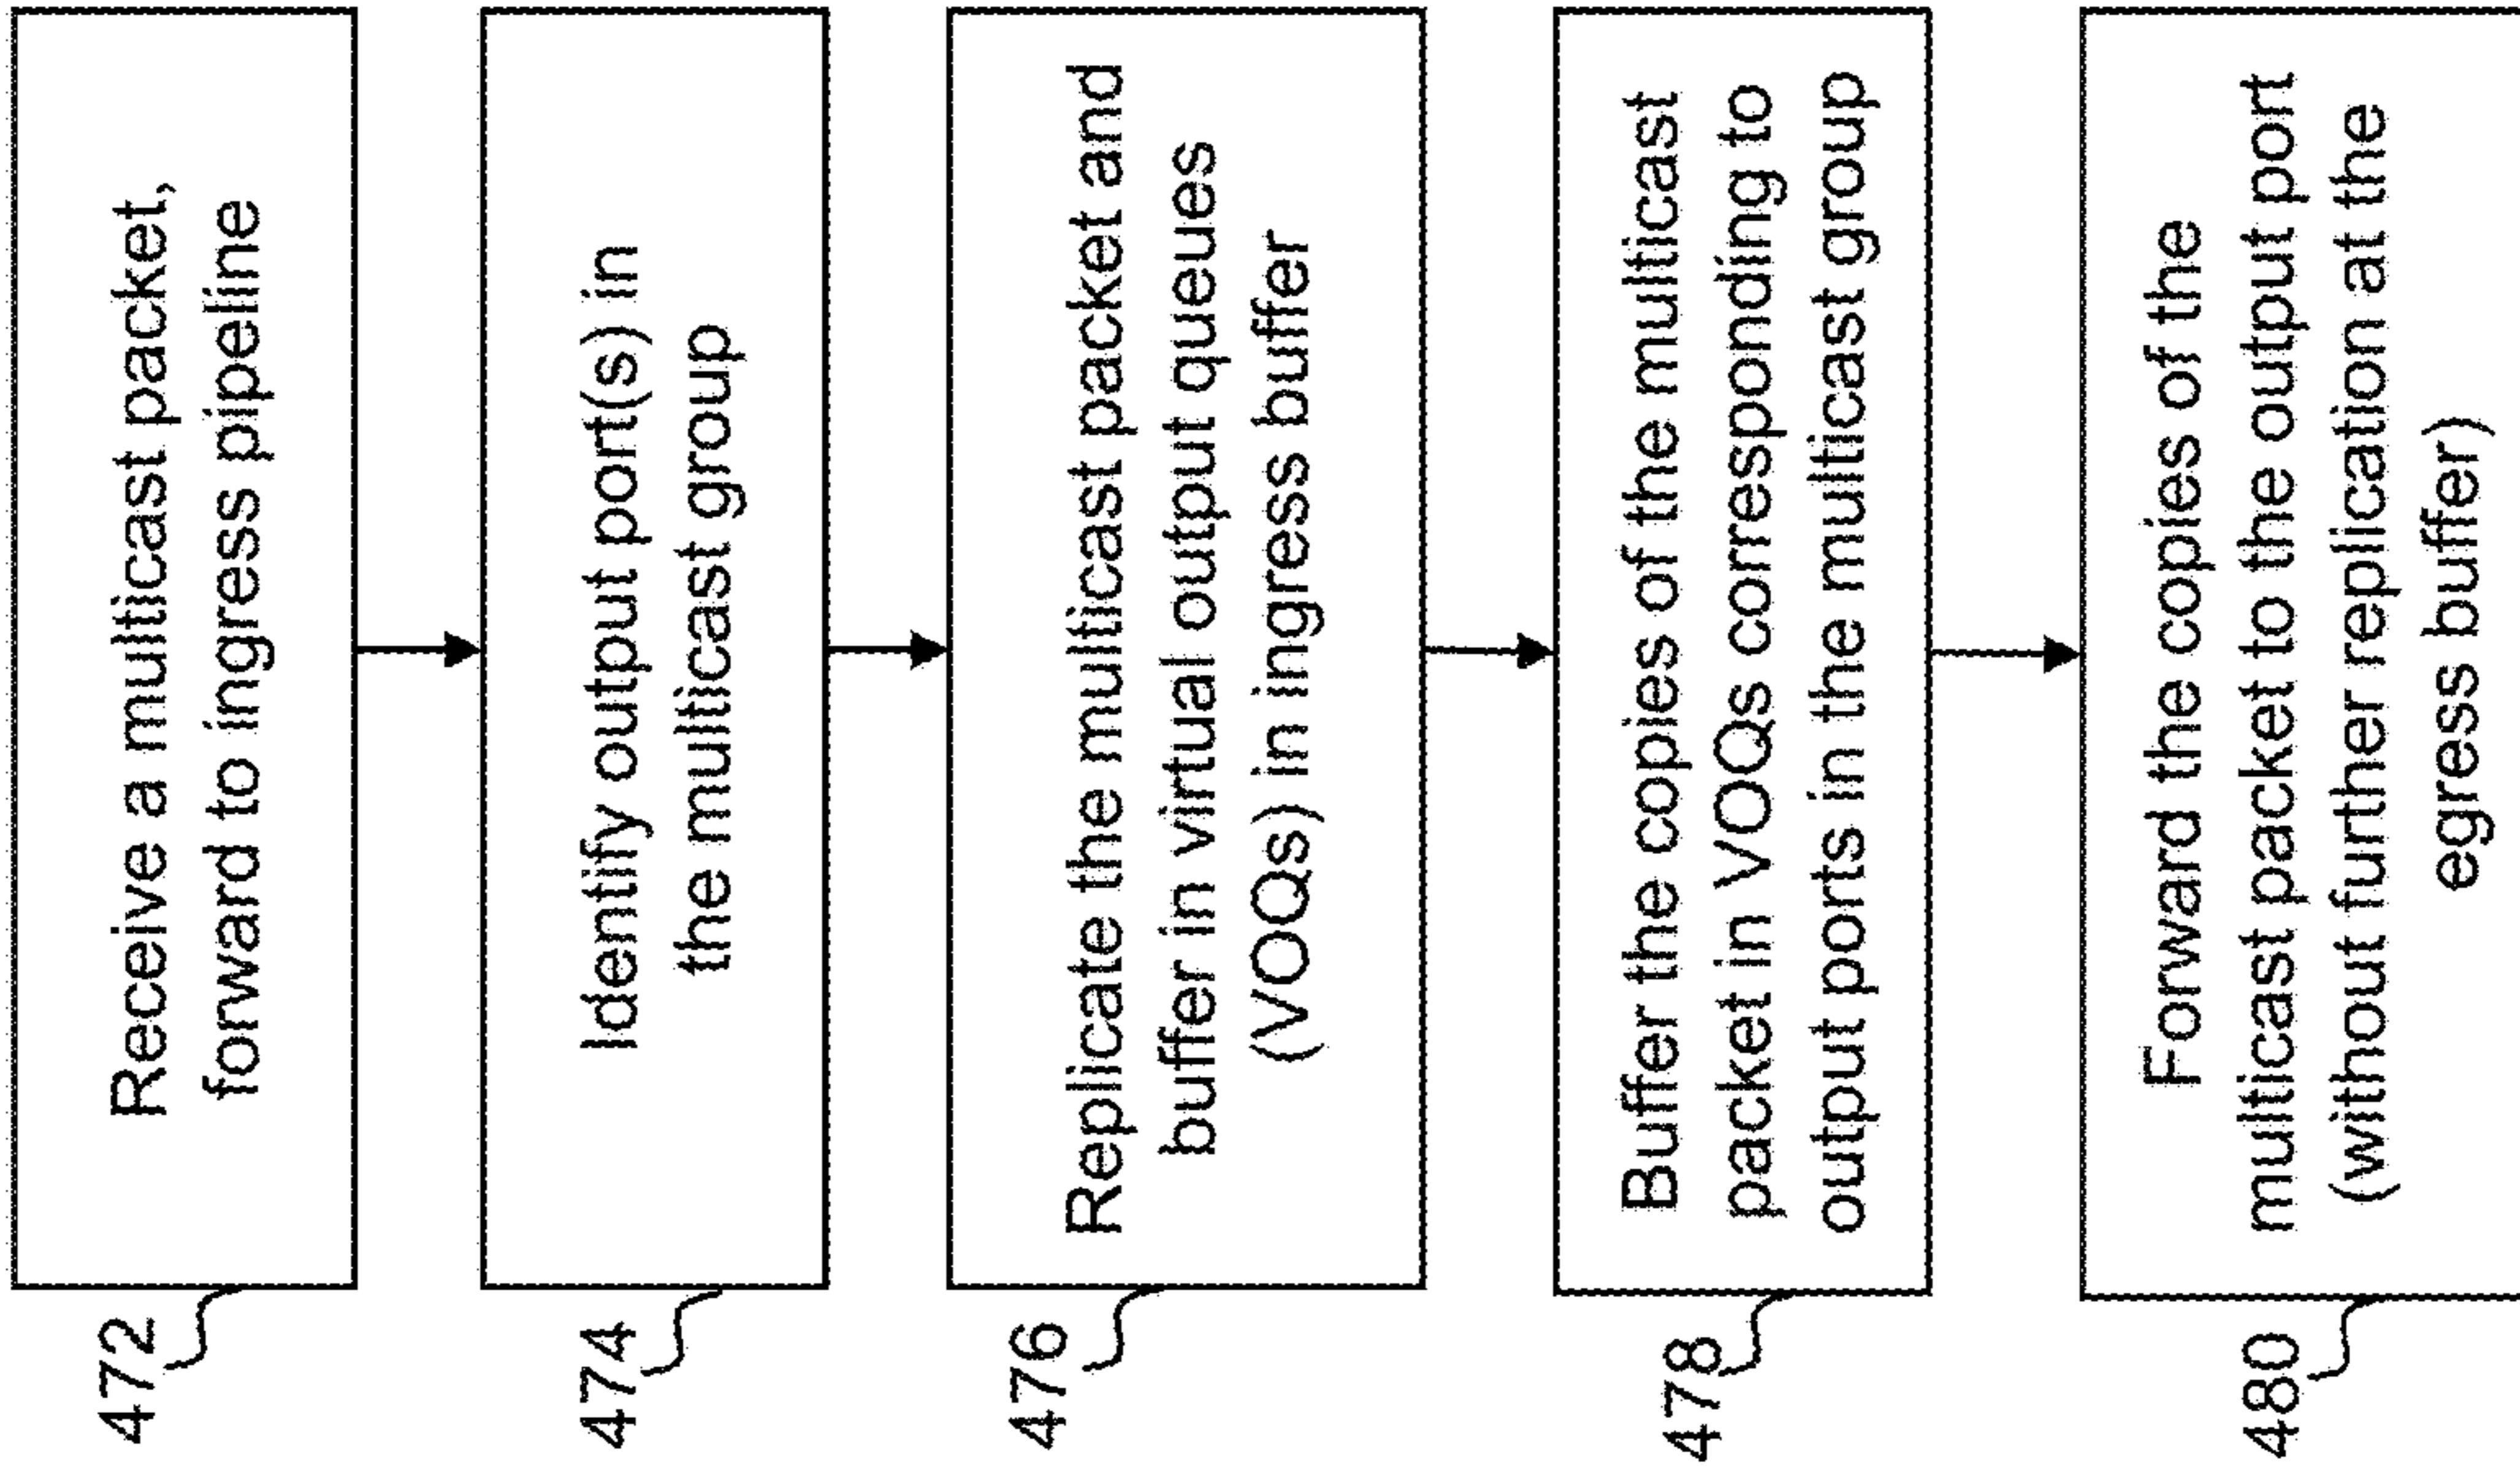 472
Receive a multicast packet,
forward to ingress pipeline
474
Identify output port(s) in
the multicast group
476
Replicate the multicast packet and
buffer in virtual output queues
(VOQs) in ingress buffer
478
Buffer the copies of the multicast
packet in VOQs corresponding to
output ports in the multicast group
480
Forward the copies of the
multicast packet to the output port
(without further replication at the
egress buffer)